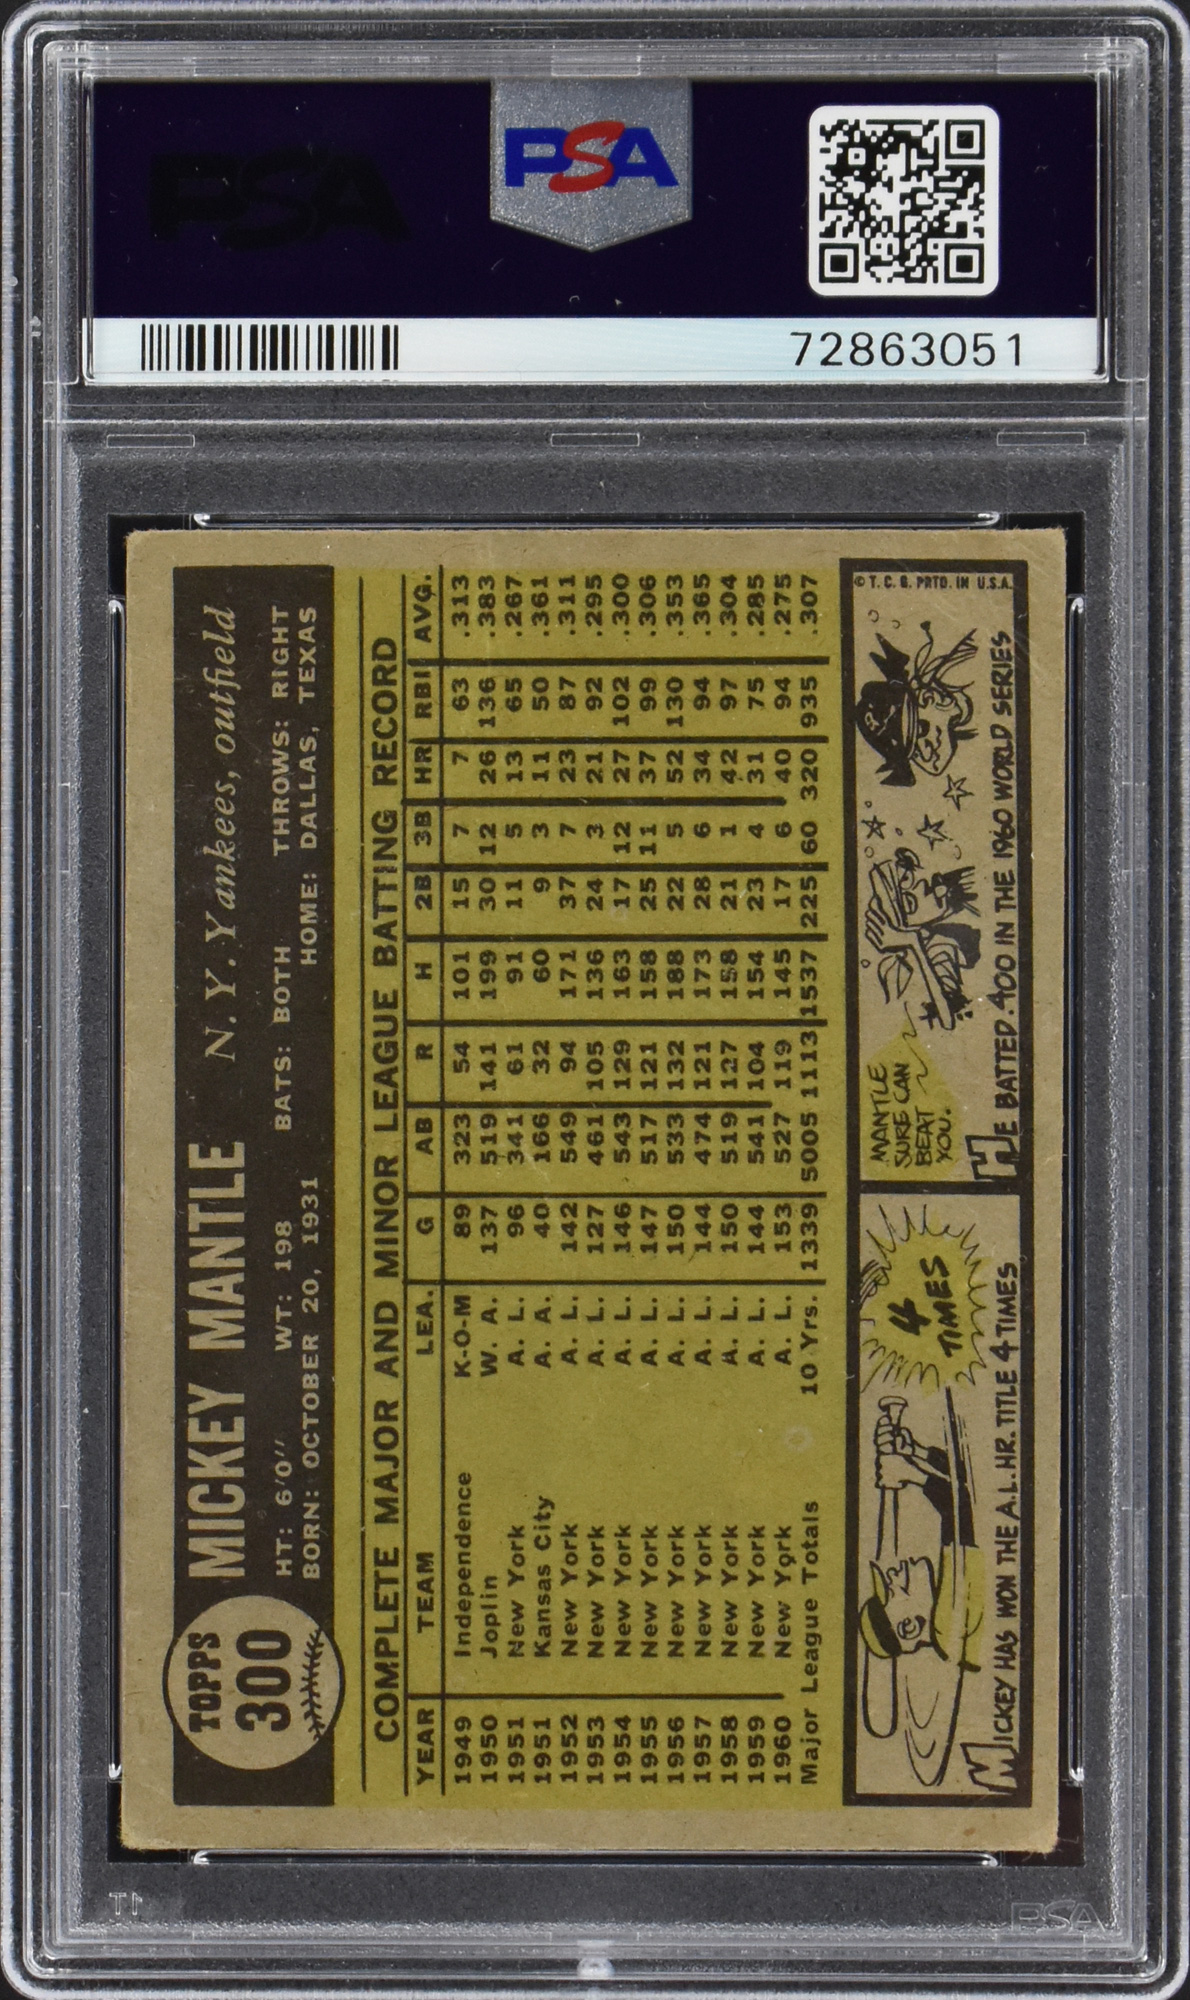 PSA
PSA
72863051
TOPPS
300
MICKEY MANTLE N. Y. Yankees, outfield
HT: 6'0'' WT: 198 BATS: BOTH THROWS: RIGHT
BORN: OCTOBER 20, 1931 HOME: DALLAS, TEXAS
COMPLETE MAJOR AND MINOR LEAGUE BATTING RECORD
YEAR TEAM LEA. G AB R H 2B 3B HR RBI AVG.
1949 Independence K-O-M 89 323 54 101 15 7 7 63 .313
1950 Joplin W. A. 137 519 141 199 30 12 26 136 .383
1951 New York A. L. 96 341 61 91 11 5 13 65 .267
1951 Kansas City A. A. 40 166 32 60 9 3 11 50 .361
1952 New York A. L. 142 549 94 171 37 7 23 87 .311
1953 New York A. L. 127 461 105 136 24 3 21 92 .295
1954 New York A. L. 146 543 129 163 17 12 27 102 .300
1955 New York A. L. 147 517 121 158 25 11 37 99 .306
1956 New York A. L. 150 533 132 188 22 5 52 130 .353
1957 New York A. L. 144 474 121 173 28 6 34 94 .365
1958 New York A. L. 150 519 127 158 21 1 42 97 .304
1959 New York A. L. 144 541 104 154 23 4 31 75 .285
1960 New York A. L. 153 527 119 145 17 6 40 94 .275
Major League Totals 10 Yrs. 1339 5005 1113 1537 225 60 320 935 .307
4
TIMES
MICKEY HAS WON THE A.L. HR. TITLE 4 TIMES
MANTLE
SURE CAN
BEAT
YOU.
HE BATTED .400 IN THE 1960 WORLD SERIES
© T. C. G. PRTD. IN U.S.A.
PSA